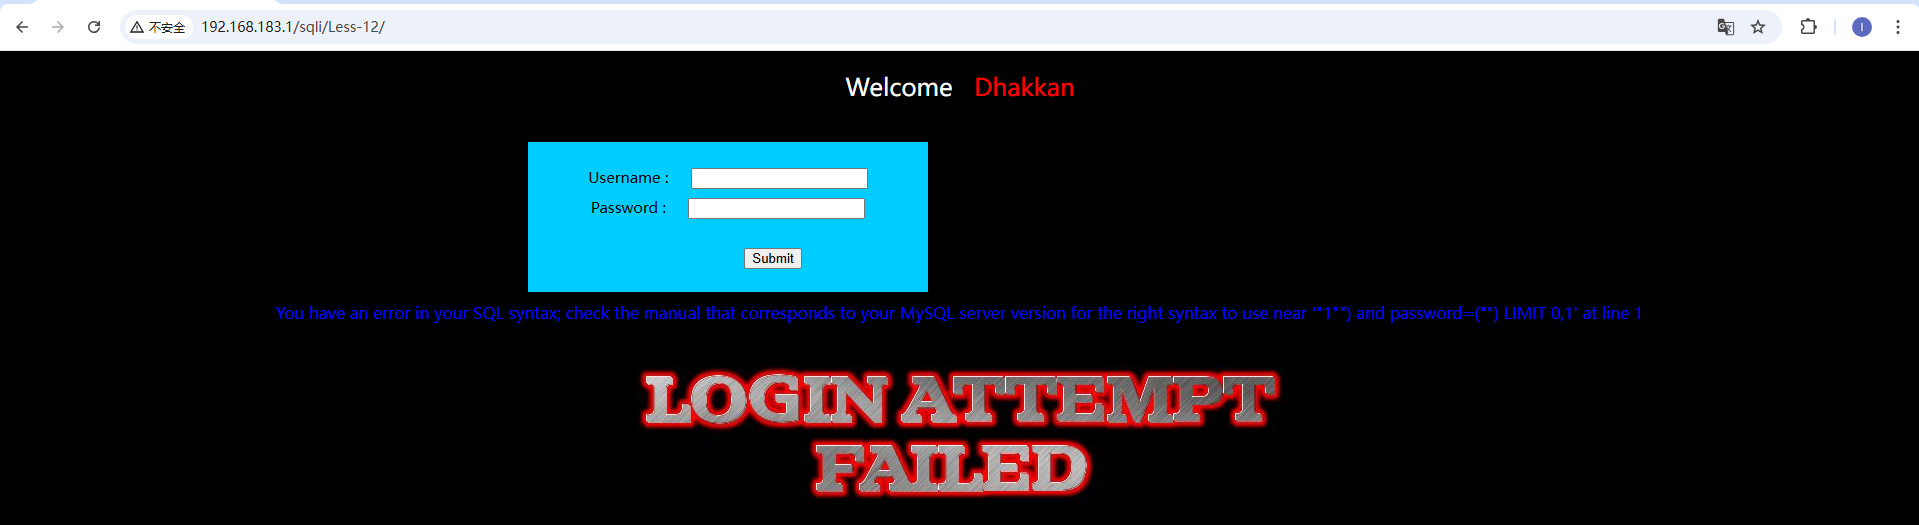 不安全 192.168.183.1/sqli/Less-12/
I
Welcome Dhakkan
Username :
Password :
Submit
You have an error in your SQL syntax; check the manual that corresponds to your MySQL server version for the right syntax to use near '"1"") and password=("") LIMIT 0,1' at line 1
LOGIN ATTEMPT
FAILED